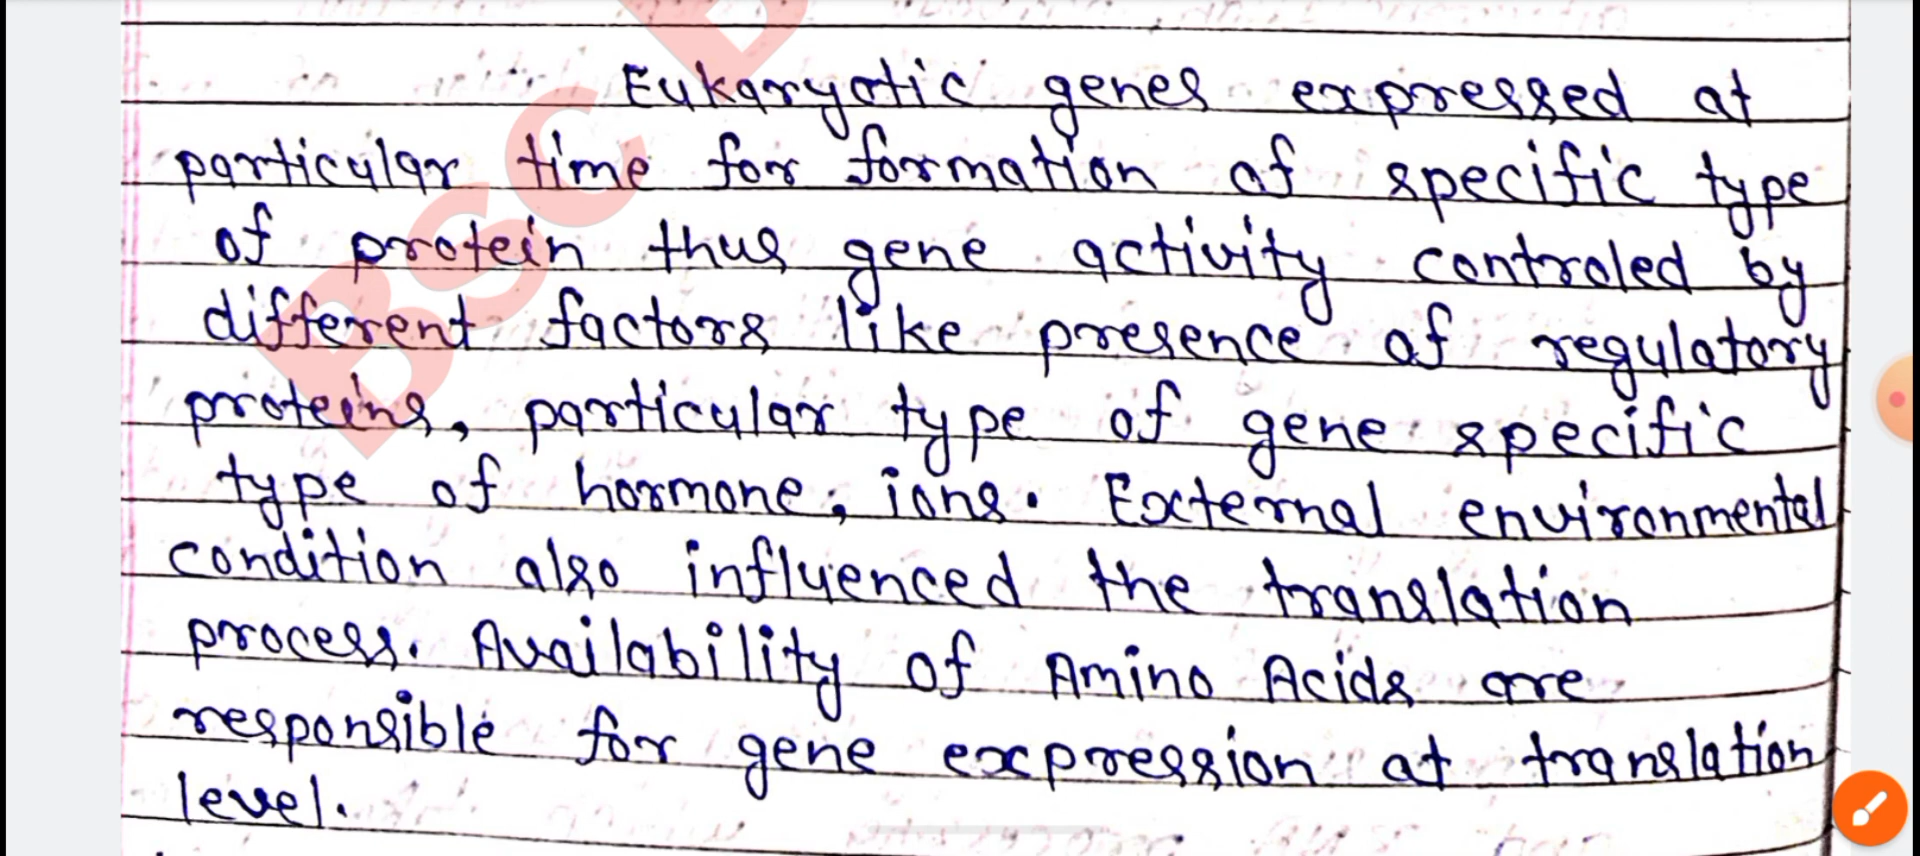 Eukaryotic genes expressed at
particular time for formation of specific type
of protein thus gene activity controled by
different factors like presence of regulatory
proteins, particular type of gene specific
type of hormone, ions. External environmental
condition also influenced the translation
process. Availability of Amino Acids are
responsible for gene expression at translation
level.
BSC